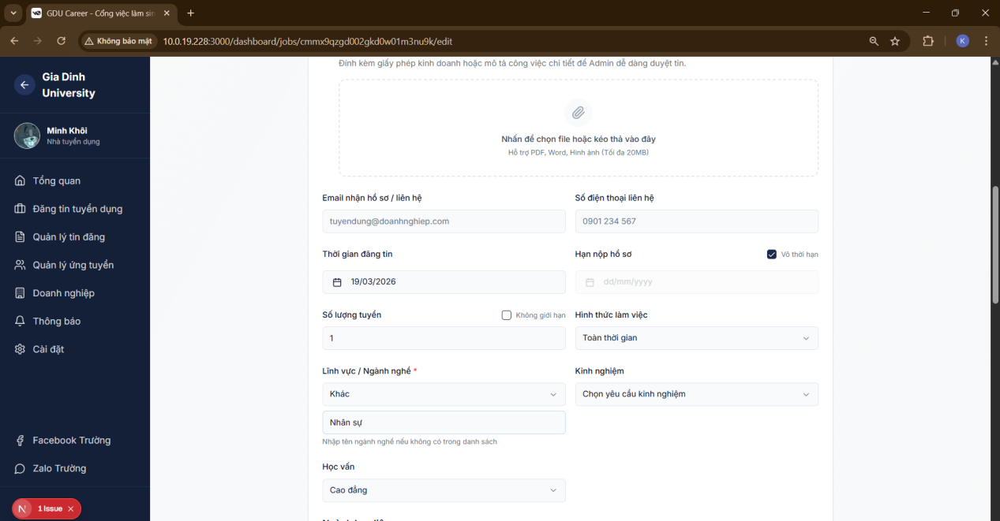 GDU Career - Cổng việc làm sin
Không bảo mật
10.0.19.228:3000/dashboard/jobs/cmmx9qzgd002gkd0w01m3nu9k/edit
K
Gia Dinh
University
Minh Khôi
Nhà tuyển dụng
Tổng quan
Đăng tin tuyển dụng
Quản lý tin đăng
Quản lý ứng tuyển
Doanh nghiệp
Thông báo
Cài đặt
Facebook Trường
Zalo Trường
N 1 Issue
Đính kèm giấy phép kinh doanh hoặc mô tả công việc chi tiết để Admin dễ dàng duyệt tin.
Nhấn để chọn file hoặc kéo thả vào đây
Hỗ trợ PDF, Word, Hình ảnh (Tối đa 20MB)
Email nhận hồ sơ / liên hệ
tuyendung@doanhnghiep.com
Số điện thoại liên hệ
0901 234 567
Thời gian đăng tin
19/03/2026
Hạn nộp hồ sơ
Vô thời hạn
dd/mm/yyyy
Số lượng tuyển
Không giới hạn
1
Hình thức làm việc
Toàn thời gian
Lĩnh vực / Ngành nghề *
Khác
Nhân sự
Nhập tên ngành nghề nếu không có trong danh sách
Kinh nghiệm
Chọn yêu cầu kinh nghiệm
Học vấn
Cao đẳng